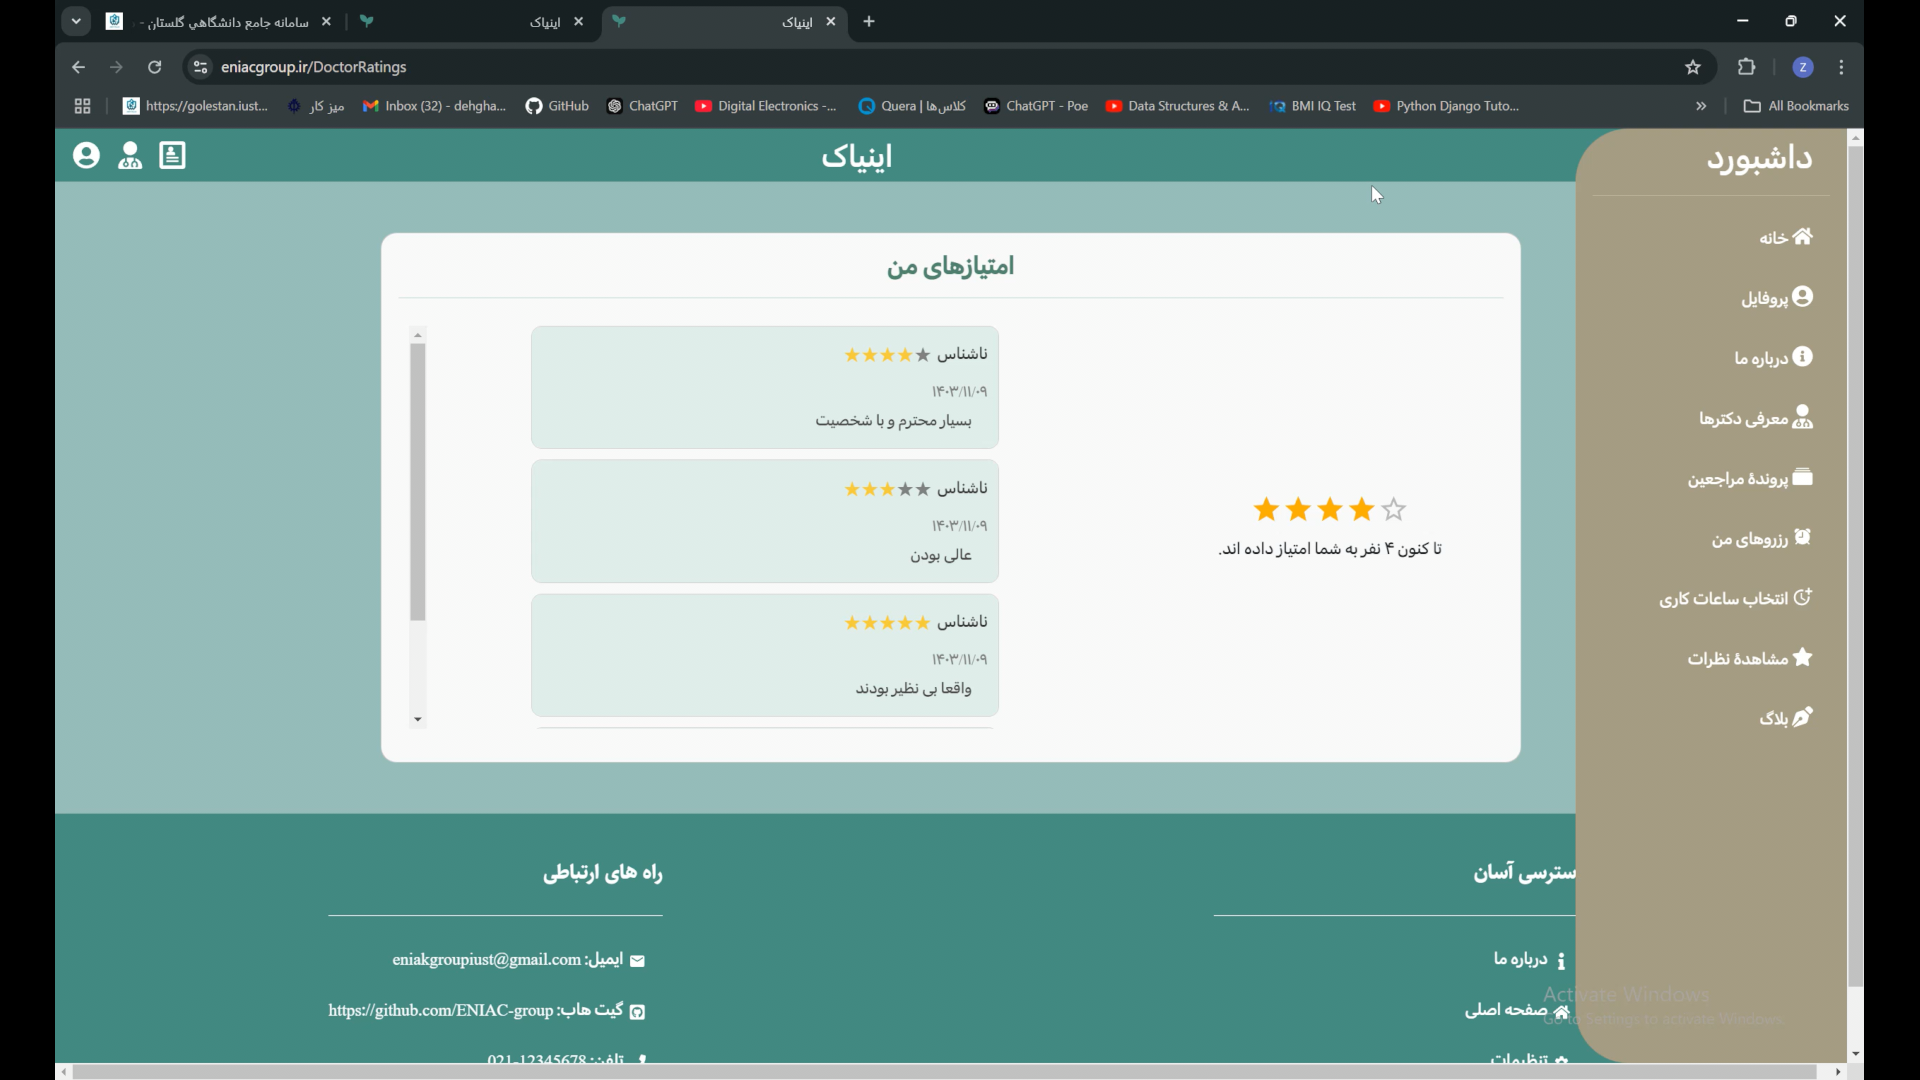 سامانه جامع دانشگاهي گلستان -
اینیاک
اینیاک
eniacgroup.ir/DoctorRatings
Z
https://golestan.iust...
میز کار
Inbox (32) - dehgha...
GitHub
ChatGPT
Digital Electronics -...
Quera | کلاس‌ها
ChatGPT - Poe
Data Structures & A...
BMI IQ Test
Python Django Tuto...
»
All Bookmarks
اینیاک
داشبورد
خانه
پروفایل
درباره ما
معرفی دکترها
پروندهٔ مراجعین
رزروهای من
انتخاب ساعات کاری
مشاهدهٔ نظرات
بلاگ
امتیازهای من
ناشناس
۱۴۰۳/۱۱/۰۹
بسیار محترم و با شخصیت
ناشناس
۱۴۰۳/۱۱/۰۹
عالی بودن
ناشناس
۱۴۰۳/۱۱/۰۹
واقعا بی نظیر بودند
تا کنون ۴ نفر به شما امتیاز داده اند.
سترسی آسان
درباره ما
صفحه اصلی
تنظیمات
راه های ارتباطی
ایمیل: eniakgroupiust@gmail.com
گیت هاب: https://github.com/ENIAC-group
تلفن: 021-12345678
Activate Windows
Go to Settings to activate Windows.